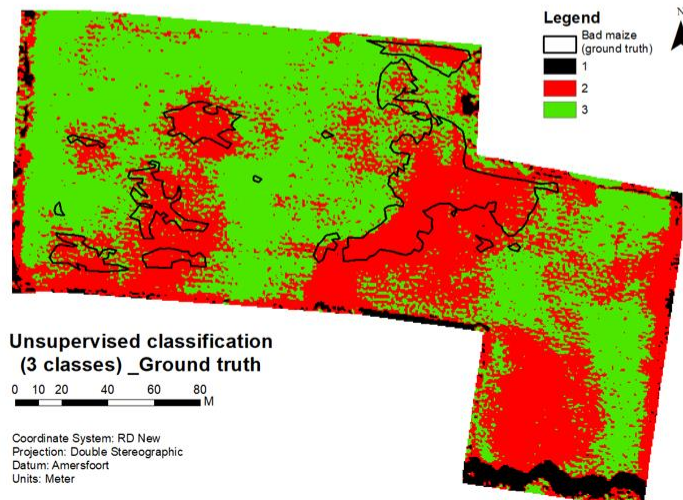 N
Legend
Bad maize
(ground truth)
1
2
3
Unsupervised classification
(3 classes) _Ground truth
0 10 20 40 60 80
M
Coordinate System: RD New
Projection: Double Stereographic
Datum: Amersfoort
Units: Meter